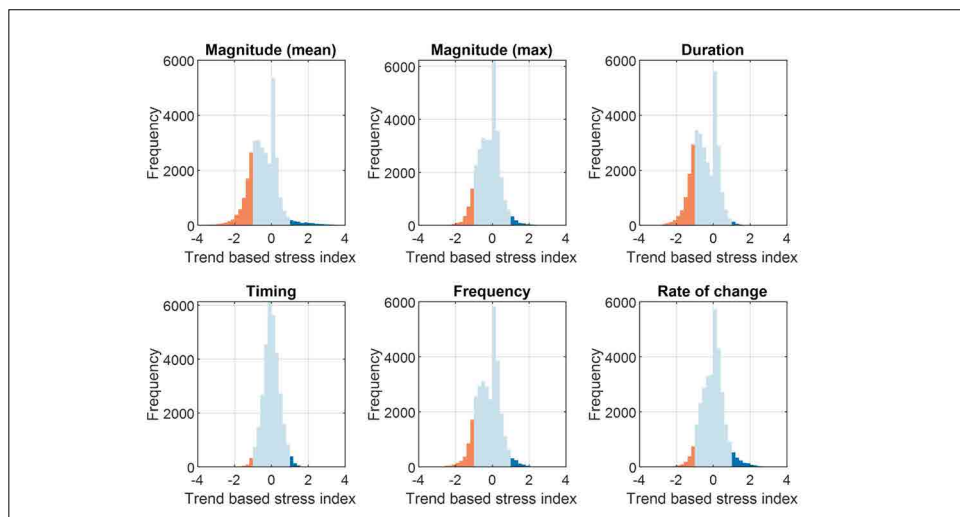 Magnitude (mean) Magnitude (max) Duration
6000 6000 6000
4000 4000 4000
2000 2000 2000
0 0 0
Frequency Frequency Frequency
-4 -2 0 2 4 -4 -2 0 2 4 -4 -2 0 2 4
Trend based stress index Trend based stress index Trend based stress index
Timing Frequency Rate of change
6000 6000 6000
4000 4000 4000
2000 2000 2000
0 0 0
Frequency Frequency Frequency
-4 -2 0 2 4 -4 -2 0 2 4 -4 -2 0 2 4
Trend based stress index Trend based stress index Trend based stress index